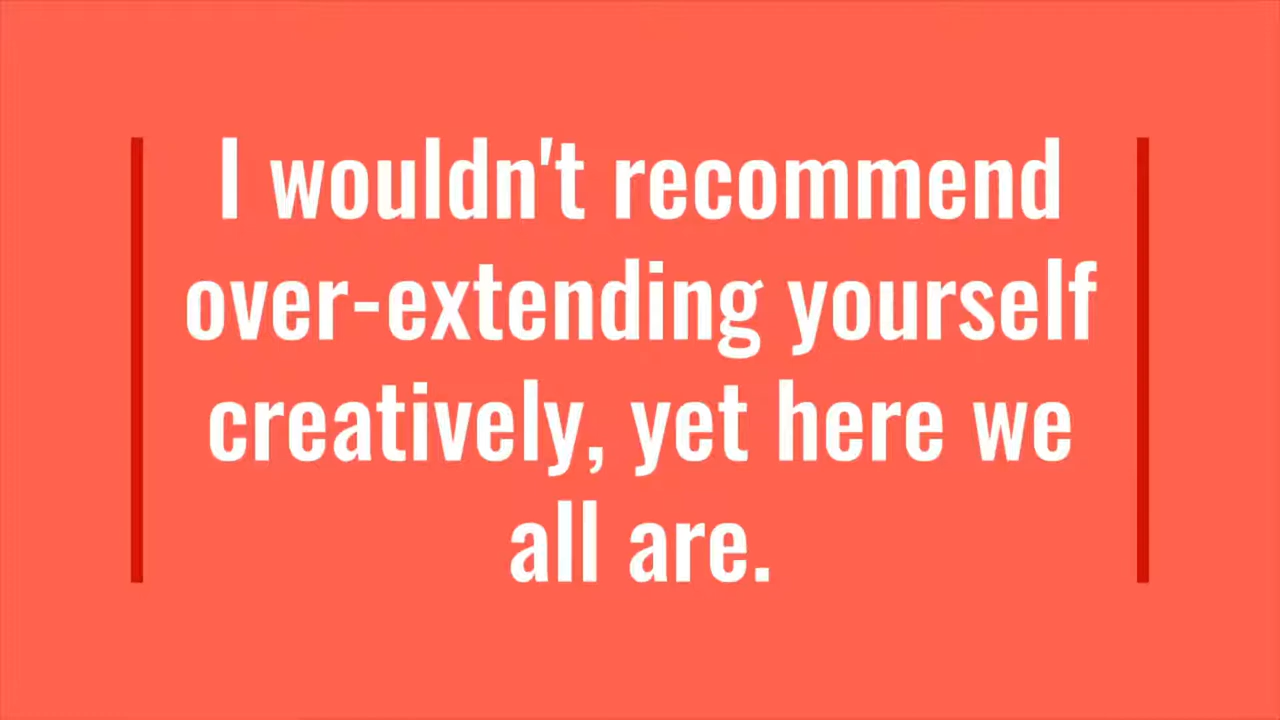 I wouldn't recommend
over-extending yourself
creatively, yet here we
all are.